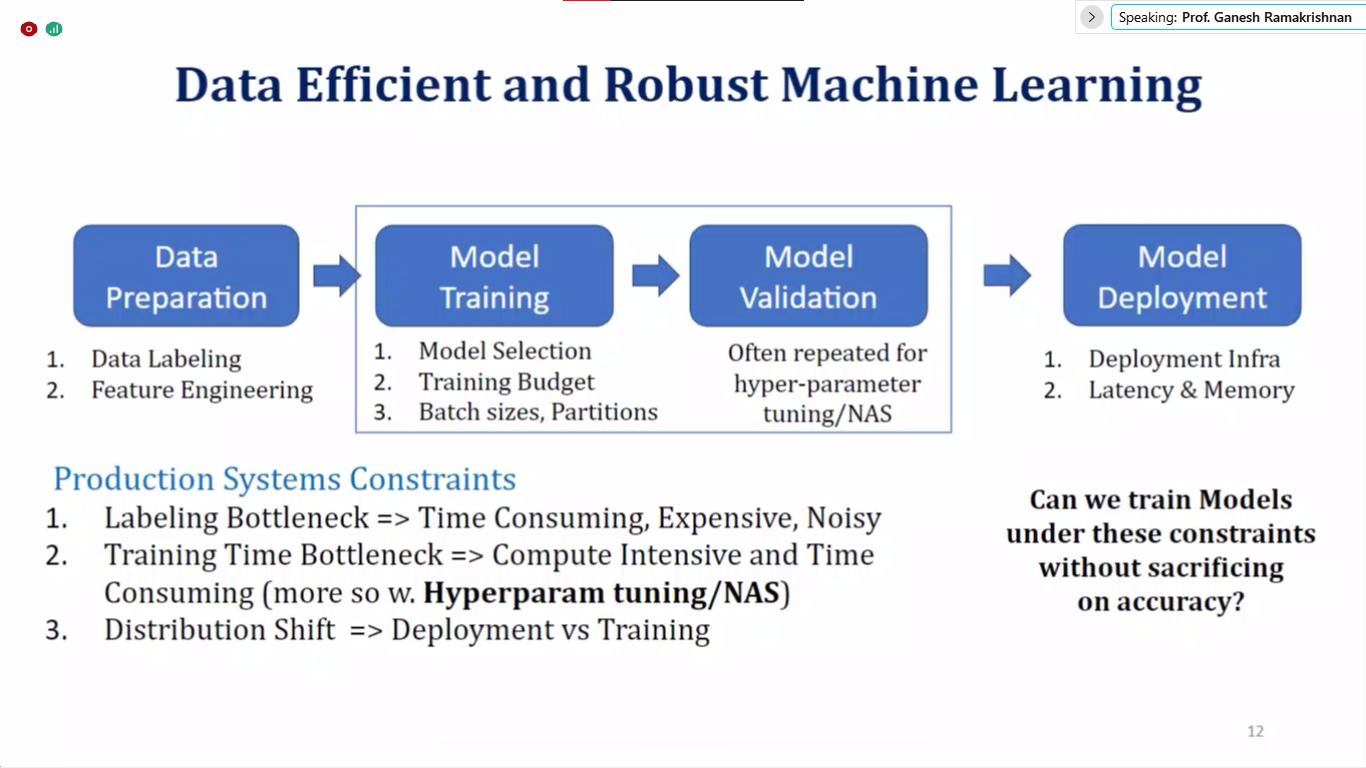 Speaking: Prof. Ganesh Ramakrishnan
Data Efficient and Robust Machine Learning
Data
Preparation
1. Data Labeling
2. Feature Engineering
Model
Training
1. Model Selection
2. Training Budget
3. Batch sizes, Partitions
Model
Validation
Often repeated for
hyper-parameter
tuning/NAS
Model
Deployment
1. Deployment Infra
2. Latency & Memory
Production Systems Constraints
1. Labeling Bottleneck => Time Consuming, Expensive, Noisy
2. Training Time Bottleneck => Compute Intensive and Time
Consuming (more so w. Hyperparam tuning/NAS)
3. Distribution Shift => Deployment vs Training
Can we train Models
under these constraints
without sacrificing
on accuracy?
12